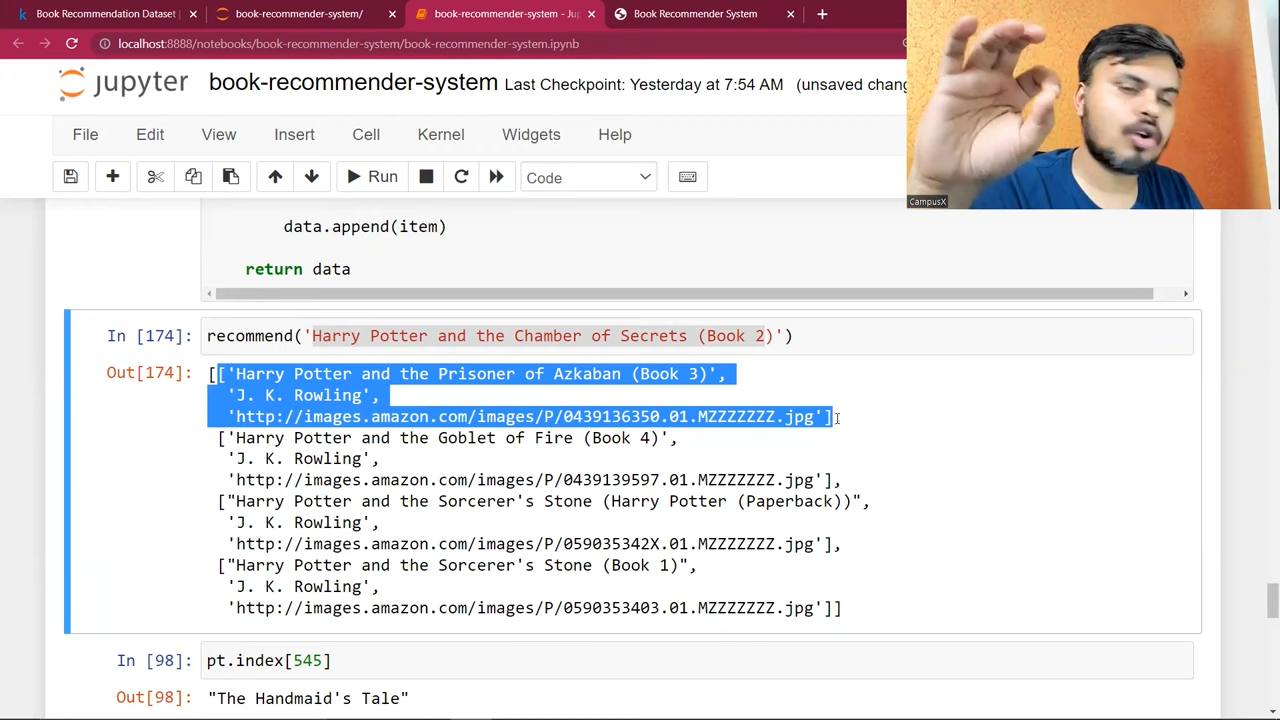 Book Recommendation Dataset
book-recommender-system/
book-recommender-system - Ju
Book Recommender System
localhost:8888/notebooks/book-recommender-system/book-recommender-system.ipynb
jupyter
book-recommender-system Last Checkpoint: Yesterday at 7:54 AM (unsaved chang
File Edit View Insert Cell Kernel Widgets Help
Run
Code
CampusX
data.append(item)
return data
In [174]: recommend('Harry Potter and the Chamber of Secrets (Book 2)')
Out[174]: [['Harry Potter and the Prisoner of Azkaban (Book 3)',
'J. K. Rowling',
'http://images.amazon.com/images/P/0439136350.01.MZZZZZZZ.jpg'],
['Harry Potter and the Goblet of Fire (Book 4)',
'J. K. Rowling',
'http://images.amazon.com/images/P/0439139597.01.MZZZZZZZ.jpg'],
["Harry Potter and the Sorcerer's Stone (Harry Potter (Paperback))",
'J. K. Rowling',
'http://images.amazon.com/images/P/059035342X.01.MZZZZZZZ.jpg'],
["Harry Potter and the Sorcerer's Stone (Book 1)",
'J. K. Rowling',
'http://images.amazon.com/images/P/0590353403.01.MZZZZZZZ.jpg']]
In [98]: pt.index[545]
Out[98]: "The Handmaid's Tale"